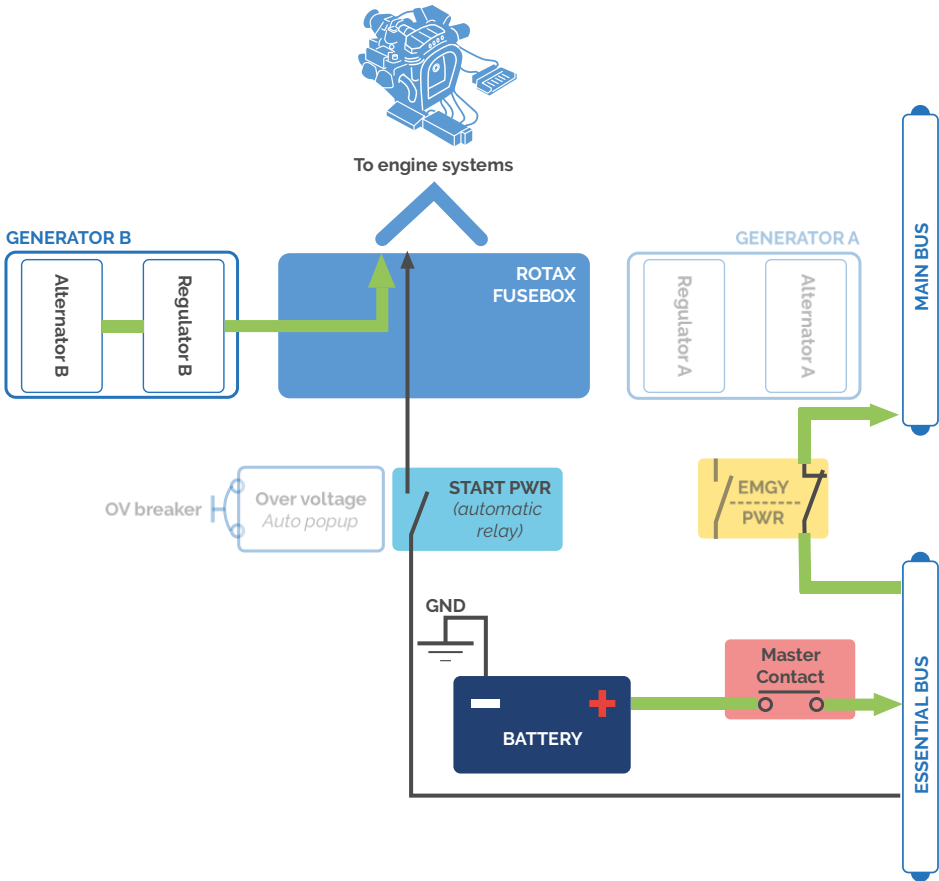 To engine systems
GENERATOR B
Alternator B
Regulator B
ROTAX
FUSEBOX
GENERATOR A
Regulator A
Alternator A
MAIN BUS
OV breaker
Over voltage
Auto popup
START PWR
(automatic
relay)
EMGY
PWR
GND
BATTERY
Master
Contact
ESSENTIAL BUS